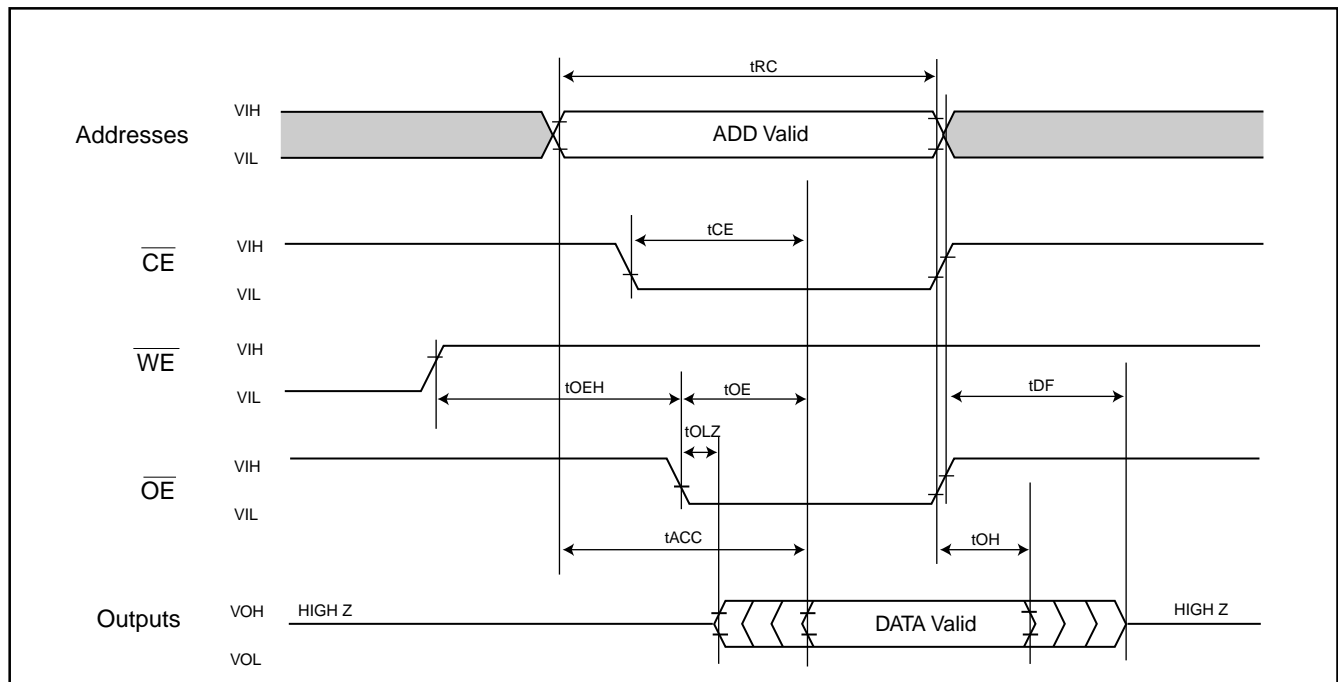 tRC
VIH
Addresses
ADD Valid
VIL
tCE
VIH
CE
VIL
VIH
WE
VIL
tOEH
tOE
tDF
tOLZ
VIH
OE
VIL
tACC
tOH
VOH
HIGH Z
HIGH Z
Outputs
DATA Valid
VOL